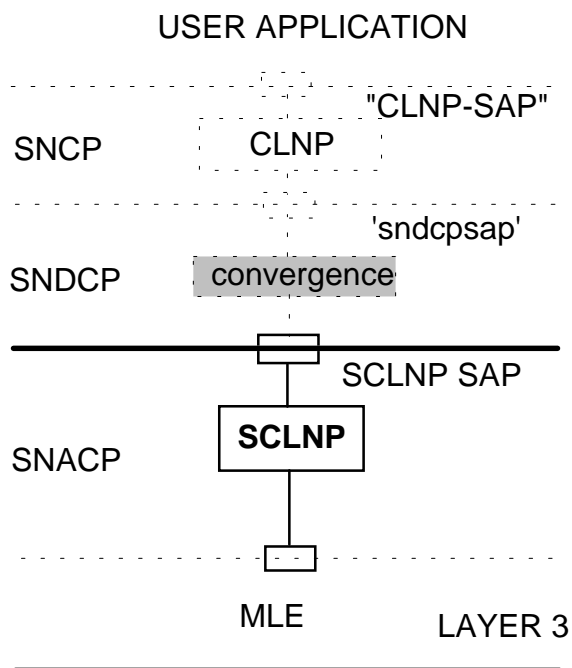 USER APPLICATION
"CLNP-SAP"
SNCP
CLNP
'sndcpsap'
SNDCP
convergence
SCLNP SAP
SCLNP
SNACP
MLE
LAYER 3